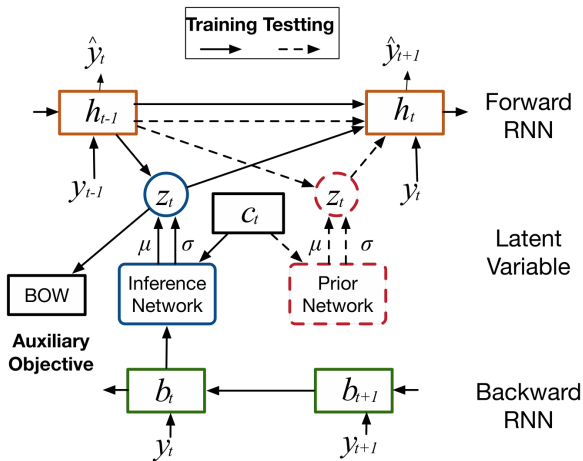 Training Testting
ŷt ŷt+1
ht-1 ht Forward
RNN
yt-1 yt
zt ct zt
μ σ μ σ Latent
Variable
BOW Inference
Network Prior
Network
Auxiliary
Objective
bt bt+1 Backward
RNN
yt yt+1